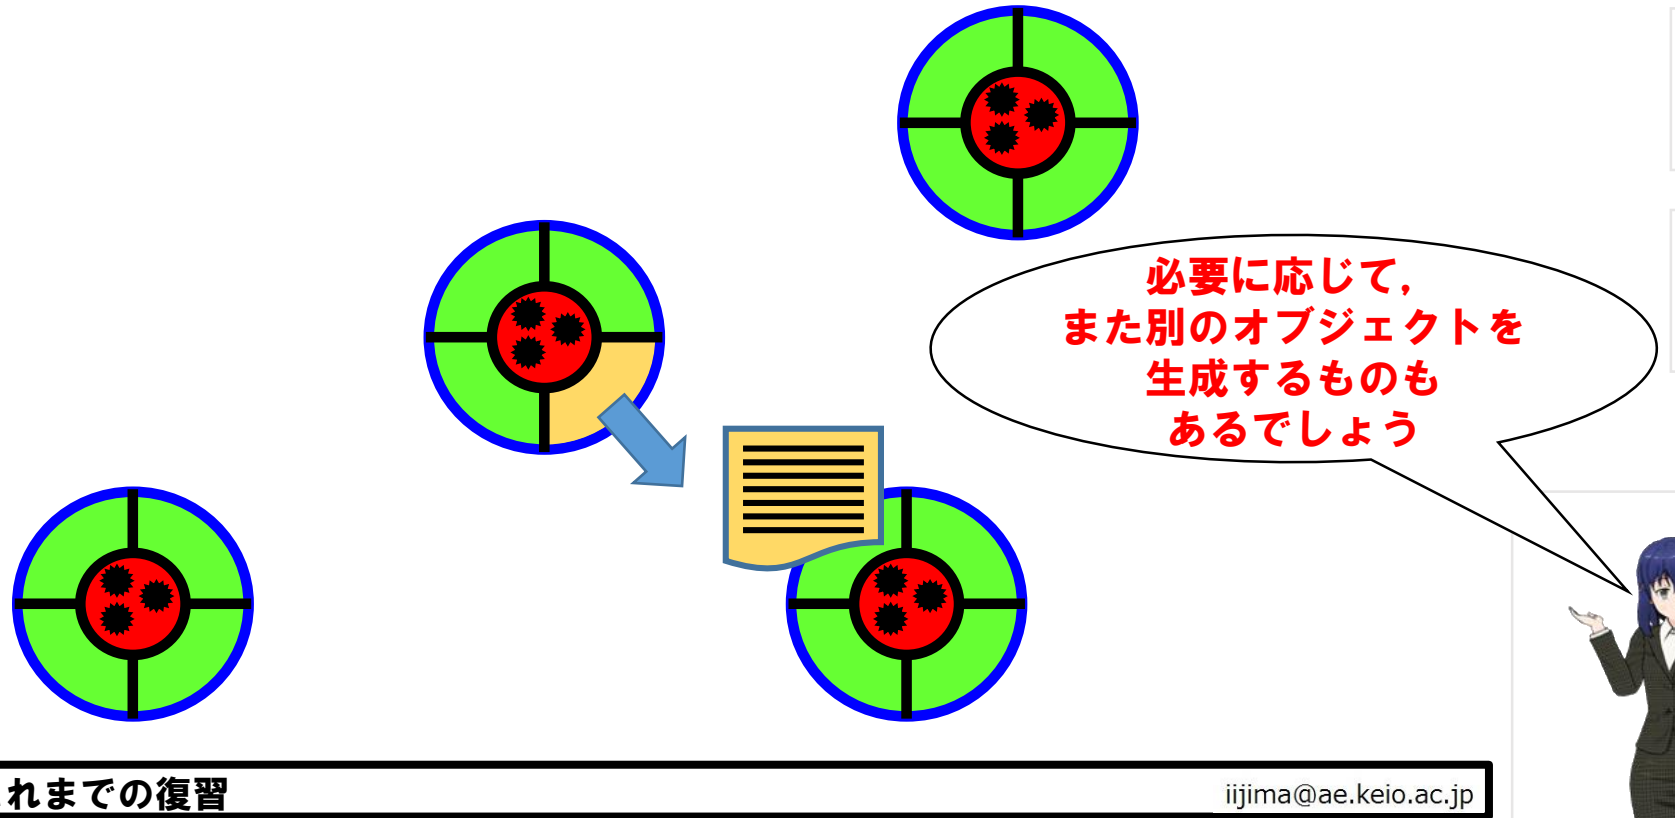 必要に応じて,
また別のオブジェクトを
生成するものも
あるでしょう
れまでの復習
iijima@ae.keio.ac.jp